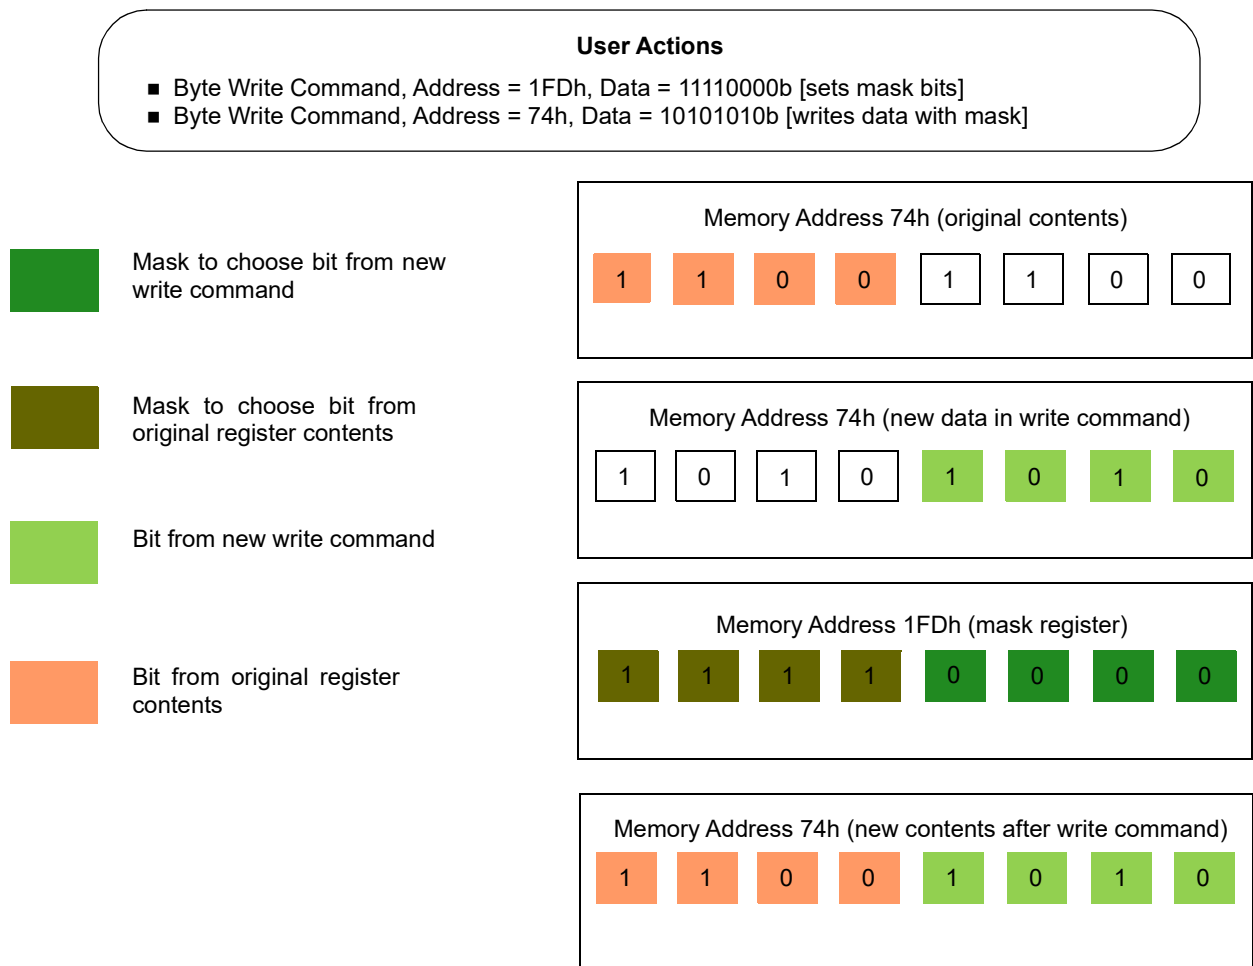 User Actions
■ Byte Write Command, Address = 1FDh, Data = 11110000b [sets mask bits]
■ Byte Write Command, Address = 74h, Data = 10101010b [writes data with mask]
Mask to choose bit from new
write command
Mask to choose bit from
original register contents
Bit from new write command
Bit from original register
contents
Memory Address 74h (original contents)
1 1 0 0 1 1 0 0
Memory Address 74h (new data in write command)
1 0 1 0 1 0 1 0
Memory Address 1FDh (mask register)
1 1 1 1 0 0 0 0
Memory Address 74h (new contents after write command)
1 1 0 0 1 0 1 0